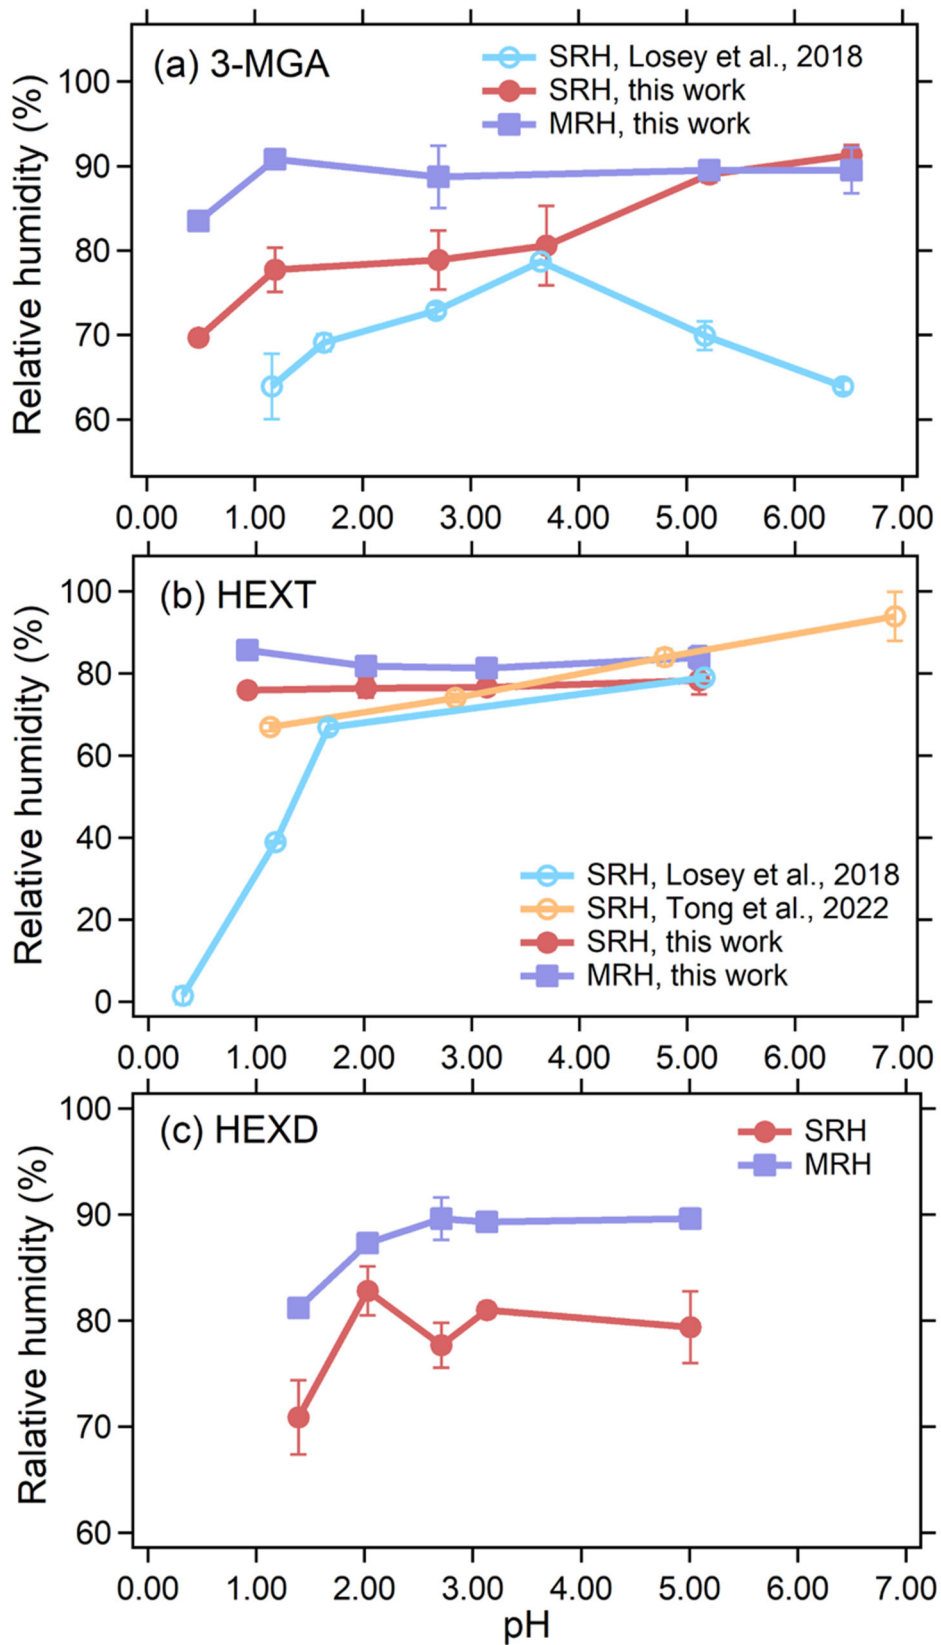 (a) 3-MGA
SRH, Losey et al., 2018
SRH, this work
MRH, this work
Relative humidity (%)
100
90
80
70
60
0.00 1.00 2.00 3.00 4.00 5.00 6.00 7.00
(b) HEXT
Relative humidity (%)
100
80
60
40
20
0
SRH, Losey et al., 2018
SRH, Tong et al., 2022
SRH, this work
MRH, this work
0.00 1.00 2.00 3.00 4.00 5.00 6.00 7.00
(c) HEXD
SRH
MRH
Ralative humidity (%)
100
90
80
70
60
0.00 1.00 2.00 3.00 4.00 5.00 6.00 7.00
pH